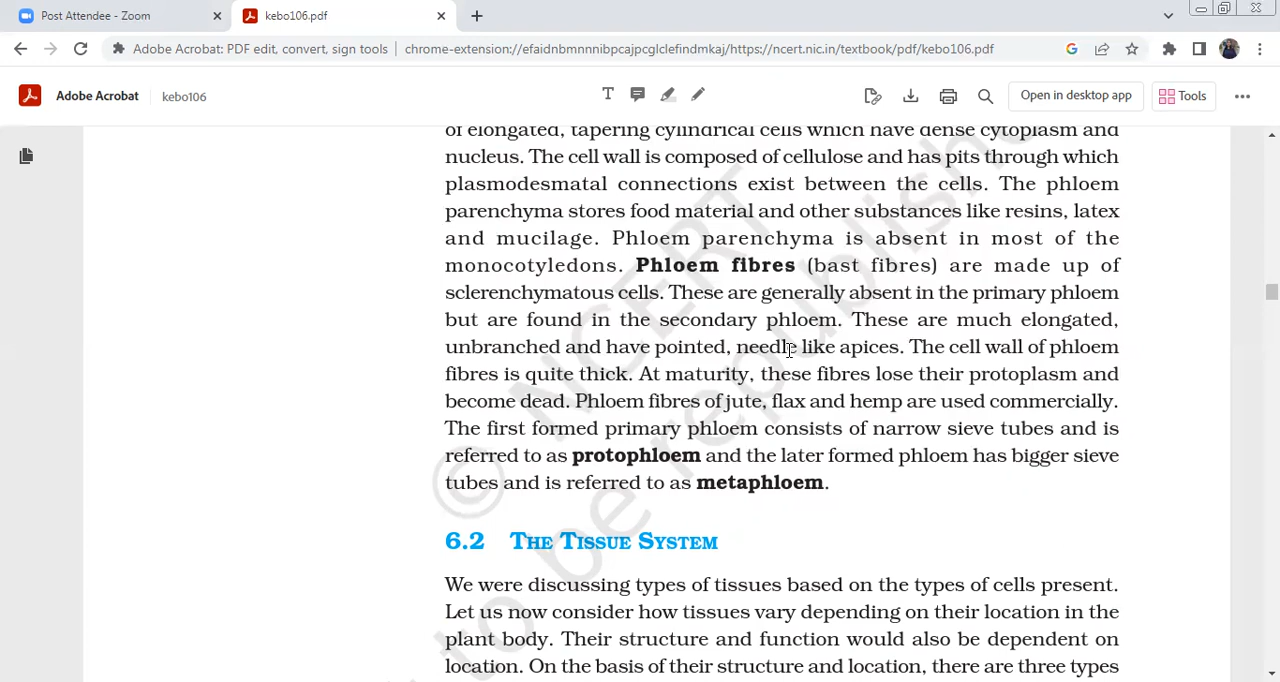 Post Attendee - Zoom
kebo106.pdf
Adobe Acrobat: PDF edit, convert, sign tools | chrome-extension://efaidnbmnnnibpcajpcglclefindmkaj/https://ncert.nic.in/textbook/pdf/kebo106.pdf
Adobe Acrobat kebo106
Open in desktop app
Tools
of elongated, tapering cylindrical cells which have dense cytoplasm and
nucleus. The cell wall is composed of cellulose and has pits through which
plasmodesmatal connections exist between the cells. The phloem
parenchyma stores food material and other substances like resins, latex
and mucilage. Phloem parenchyma is absent in most of the
monocotyledons. Phloem fibres (bast fibres) are made up of
sclerenchymatous cells. These are generally absent in the primary phloem
but are found in the secondary phloem. These are much elongated,
unbranched and have pointed, needle like apices. The cell wall of phloem
fibres is quite thick. At maturity, these fibres lose their protoplasm and
become dead. Phloem fibres of jute, flax and hemp are used commercially.
The first formed primary phloem consists of narrow sieve tubes and is
referred to as protophloem and the later formed phloem has bigger sieve
tubes and is referred to as metaphloem.
6.2 The Tissue System
We were discussing types of tissues based on the types of cells present.
Let us now consider how tissues vary depending on their location in the
plant body. Their structure and function would also be dependent on
location. On the basis of their structure and location, there are three types
© NCERT
to be republishe